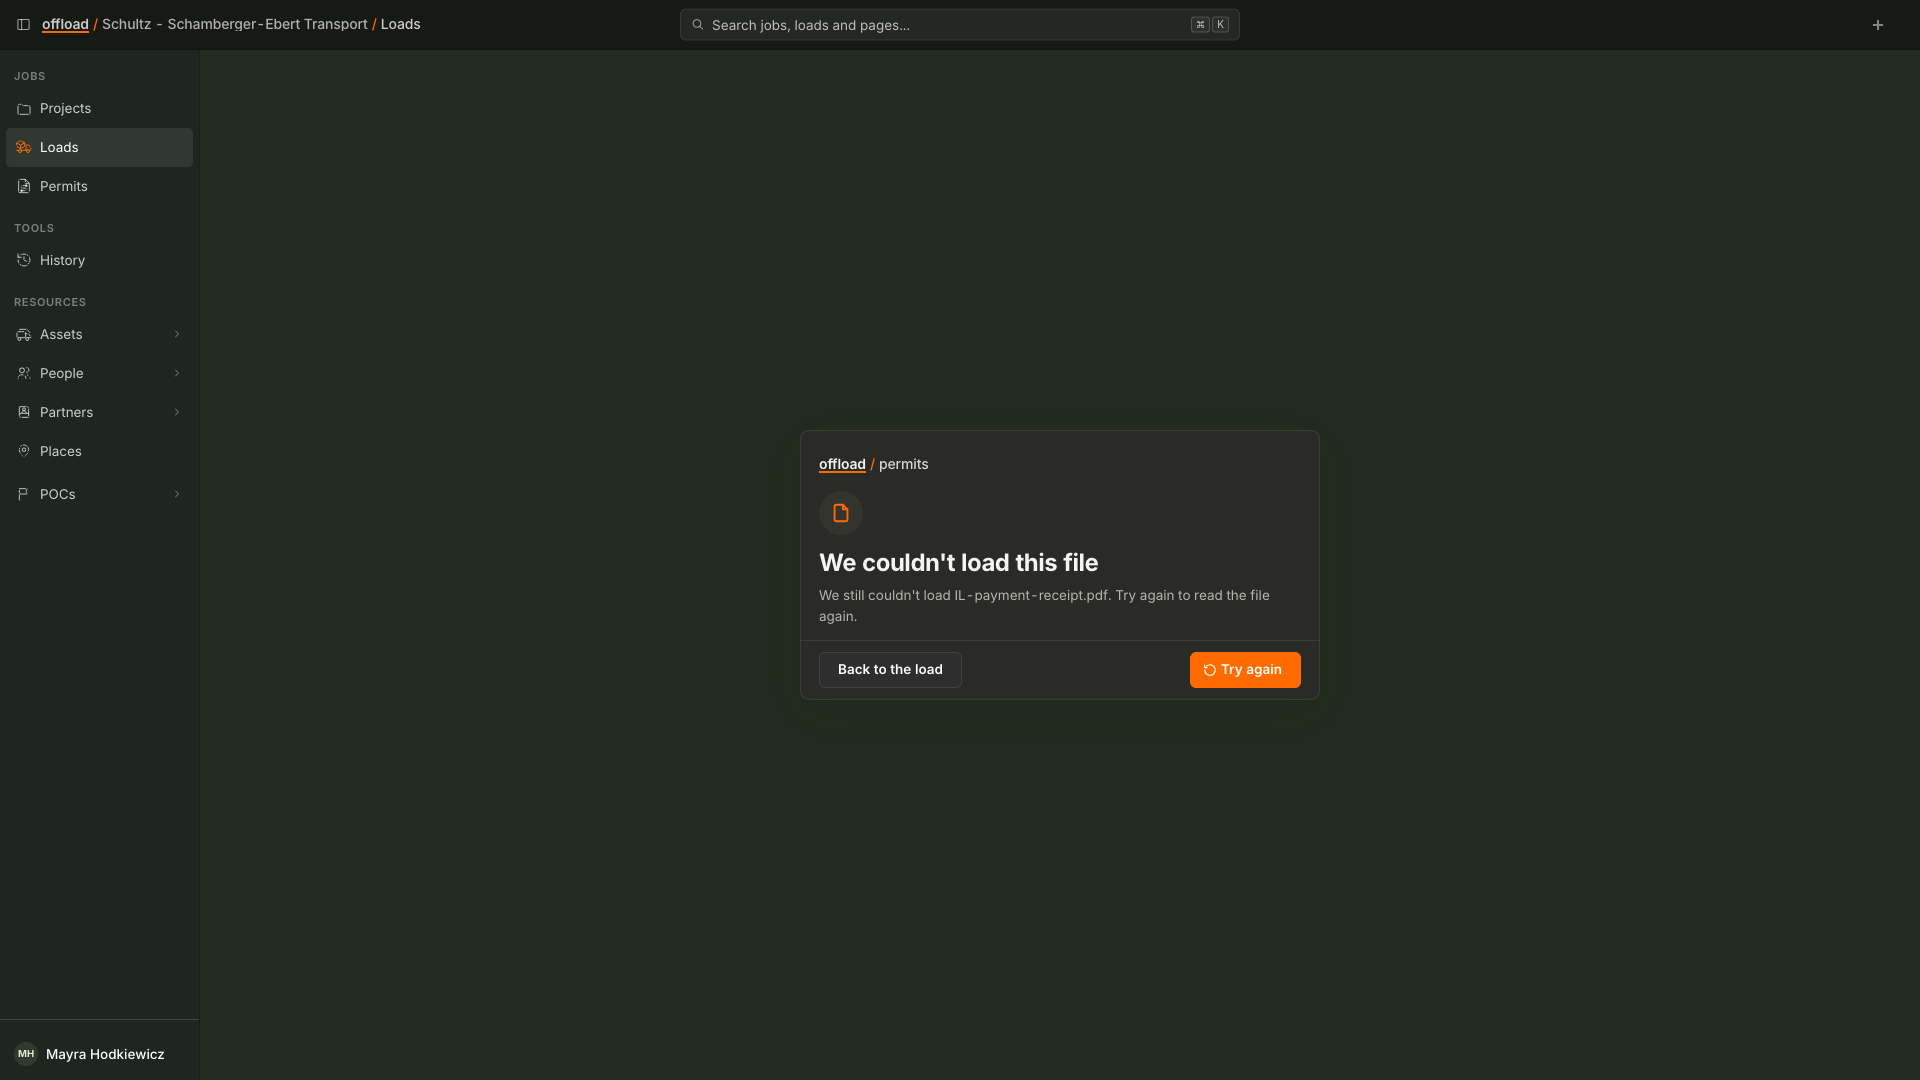 offload / Schultz - Schamberger-Ebert Transport / Loads
Search jobs, loads and pages...
⌘ K
JOBS
Projects
Loads
Permits
TOOLS
History
RESOURCES
Assets
People
Partners
Places
POCs
offload / permits
We couldn't load this file
We still couldn't load IL-payment-receipt.pdf. Try again to read the file
again.
Back to the load
Try again
MH
Mayra Hodkiewicz